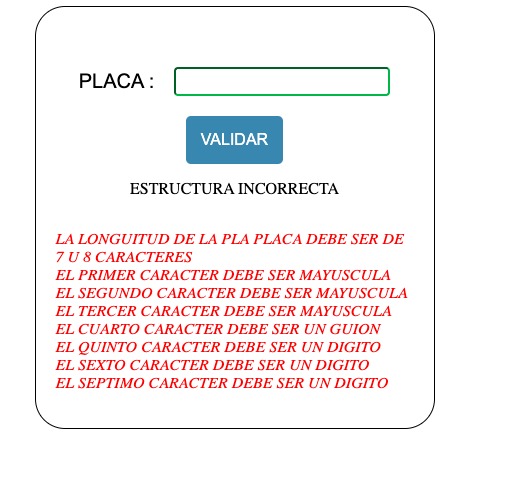 PLACA :
VALIDAR
ESTRUCTURA INCORRECTA
LA LONGUITUD DE LA PLA PLACA DEBE SER DE
7 U 8 CARACTERES
EL PRIMER CARACTER DEBE SER MAYUSCULA
EL SEGUNDO CARACTER DEBE SER MAYUSCULA
EL TERCER CARACTER DEBE SER MAYUSCULA
EL CUARTO CARACTER DEBE SER UN GUION
EL QUINTO CARACTER DEBE SER UN DIGITO
EL SEXTO CARACTER DEBE SER UN DIGITO
EL SEPTIMO CARACTER DEBE SER UN DIGITO